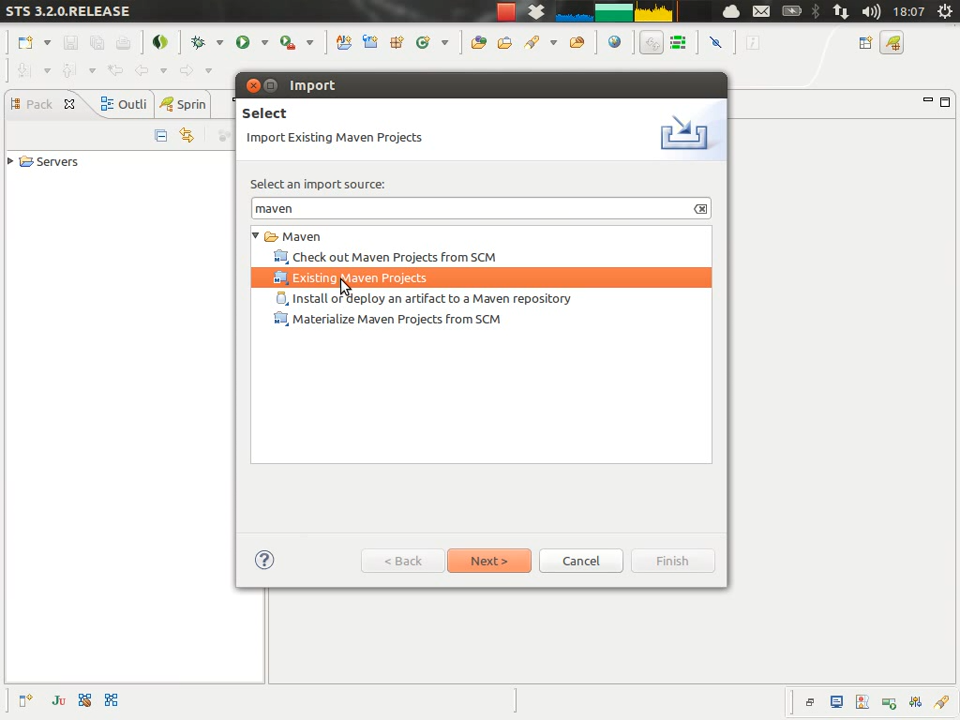 STS 3.2.0.RELEASE
18:07
Pack
Outli
Sprin
Servers
Import
Select
Import Existing Maven Projects
Select an import source:
maven
Maven
Check out Maven Projects from SCM
Existing Maven Projects
Install or deploy an artifact to a Maven repository
Materialize Maven Projects from SCM
< Back
Next >
Cancel
Finish
Ju